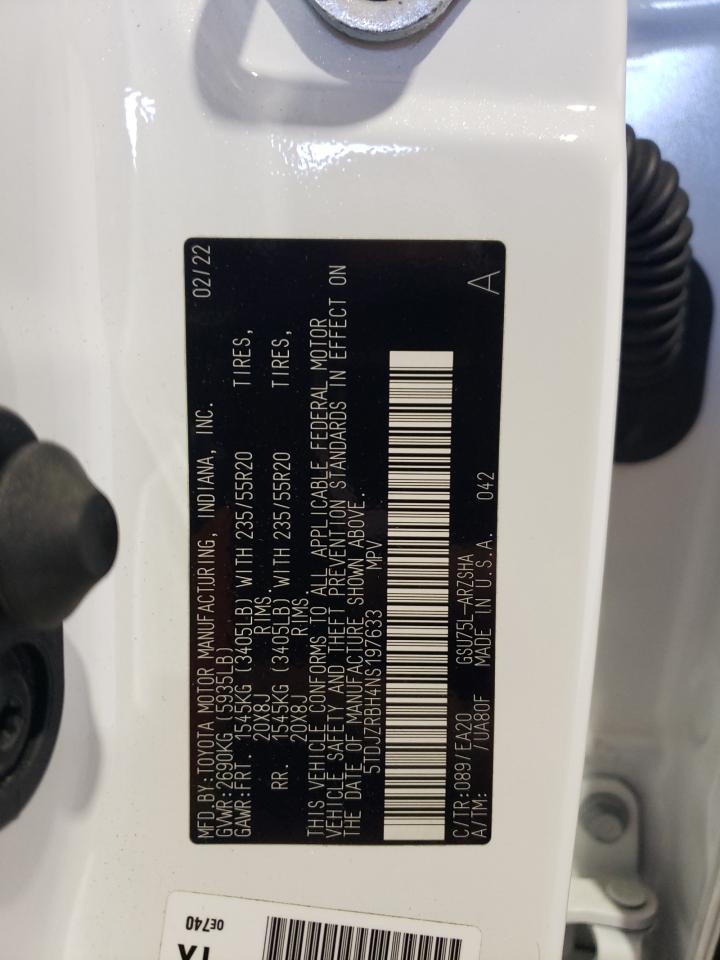 MFD.BY:TOYOTA MOTOR MANUFACTURING, INDIANA, INC. 02/22
GVWR:2690KG (5935LB)
GAWR:FRT. 1545KG (3405LB) WITH 235/55R20 TIRES,
20X8J RIMS.
RR. 1545KG (3405LB) WITH 235/55R20 TIRES,
20X8J RIMS.
THIS VEHICLE CONFORMS TO ALL APPLICABLE FEDERAL MOTOR
VEHICLE SAFETY AND THEFT PREVENTION STANDARDS IN EFFECT ON
THE DATE OF MANUFACTURE SHOWN ABOVE.
5TDJZRBH4NS197633 MPV
C/TR:089/EA20 GSU75L-ARZSHA
A/TM: /UA80F MADE IN U.S.A. 042 A
0E740